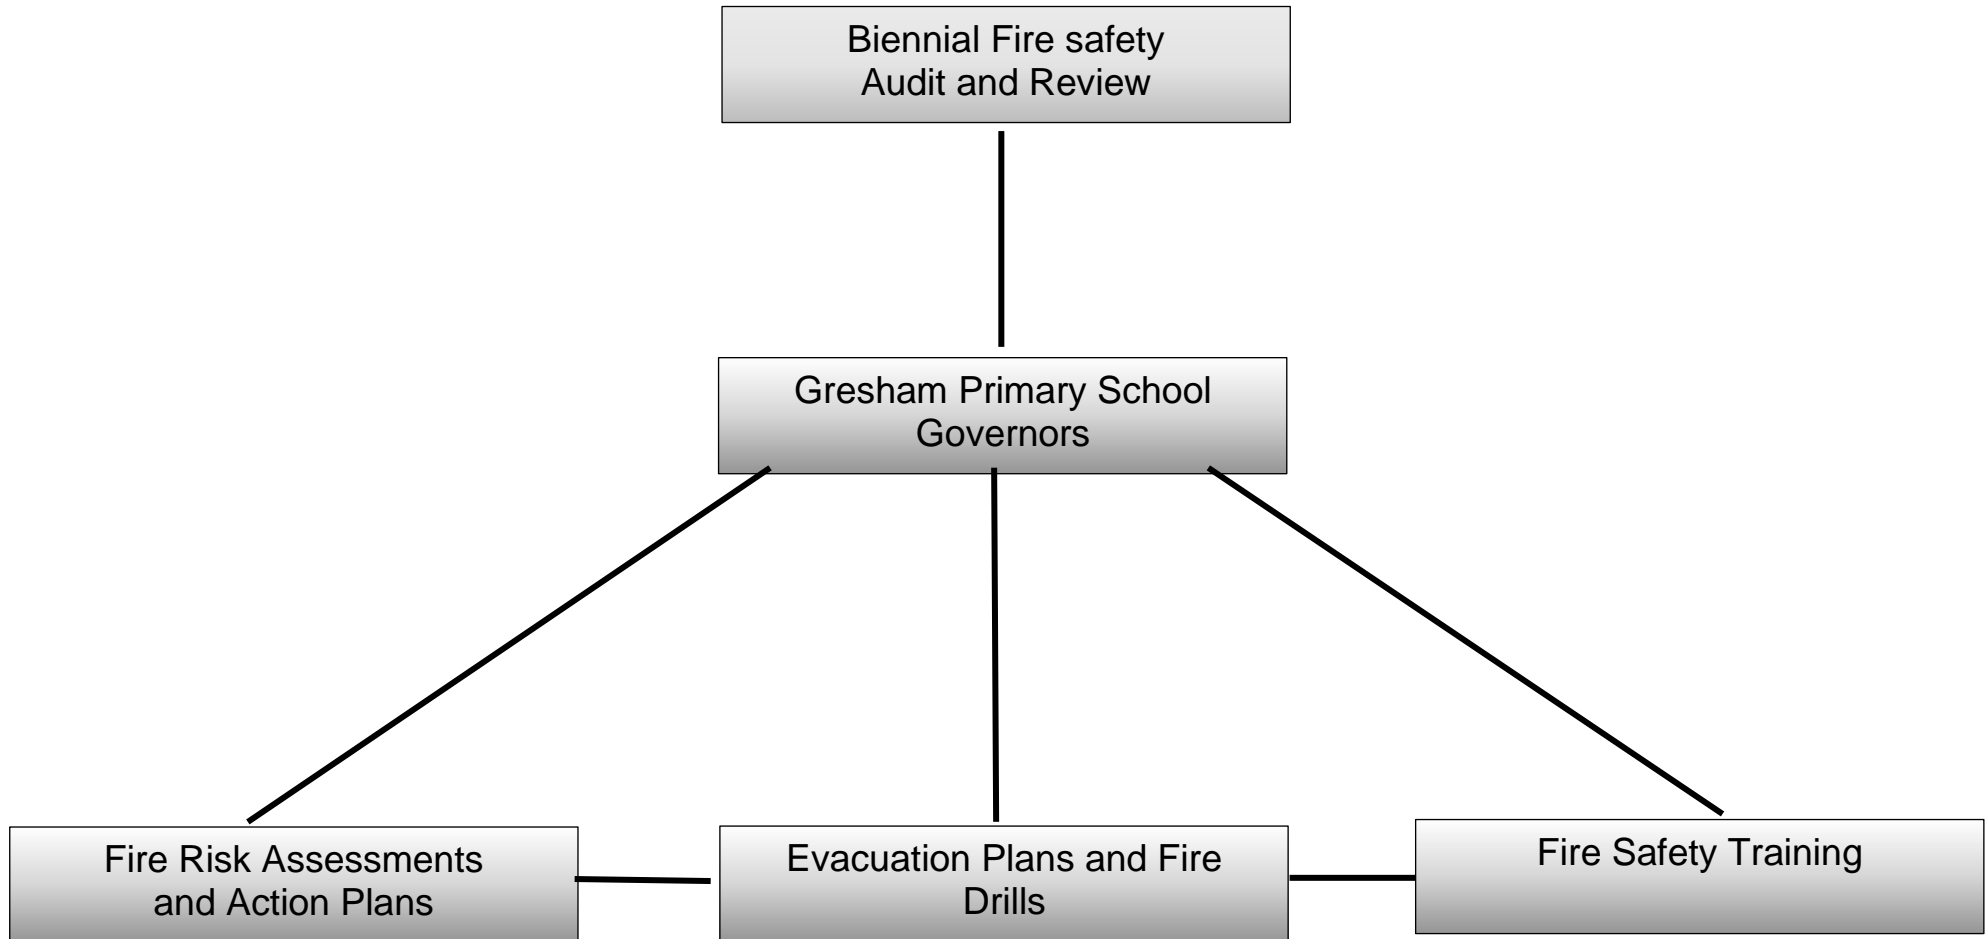 Biennial Fire safety
Audit and Review
Gresham Primary School
Governors
Fire Risk Assessments
and Action Plans
Evacuation Plans and Fire
Drills
Fire Safety Training